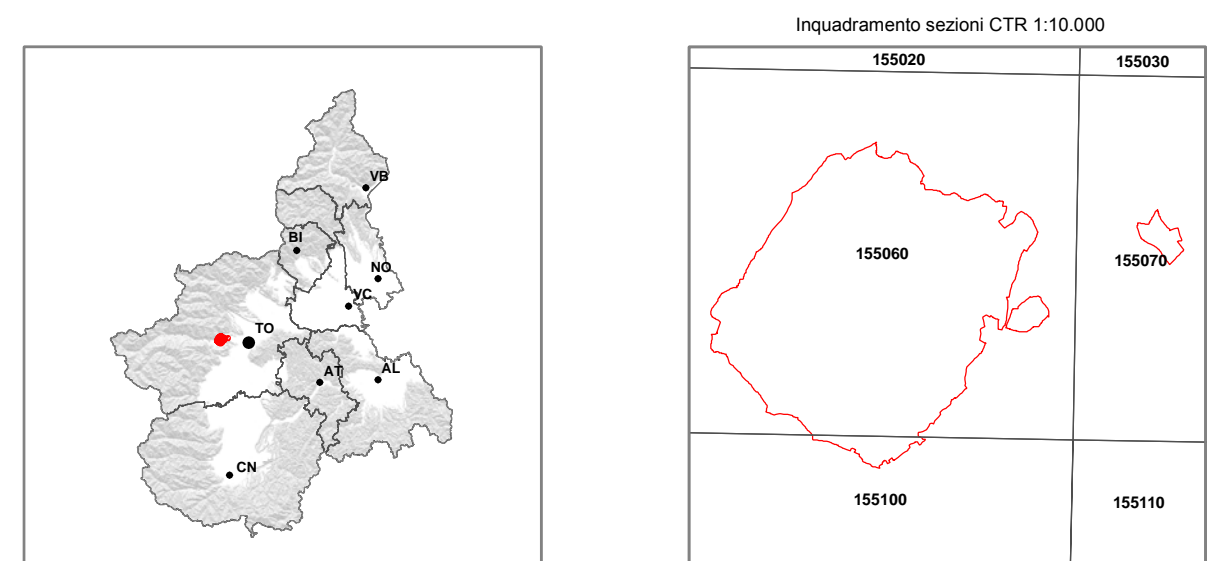 Inquadramento sezioni CTR 1:10.000
155020
155030
155060
155070
155100
155110
VB
BI
NO
VC
TO
AT
AL
CN